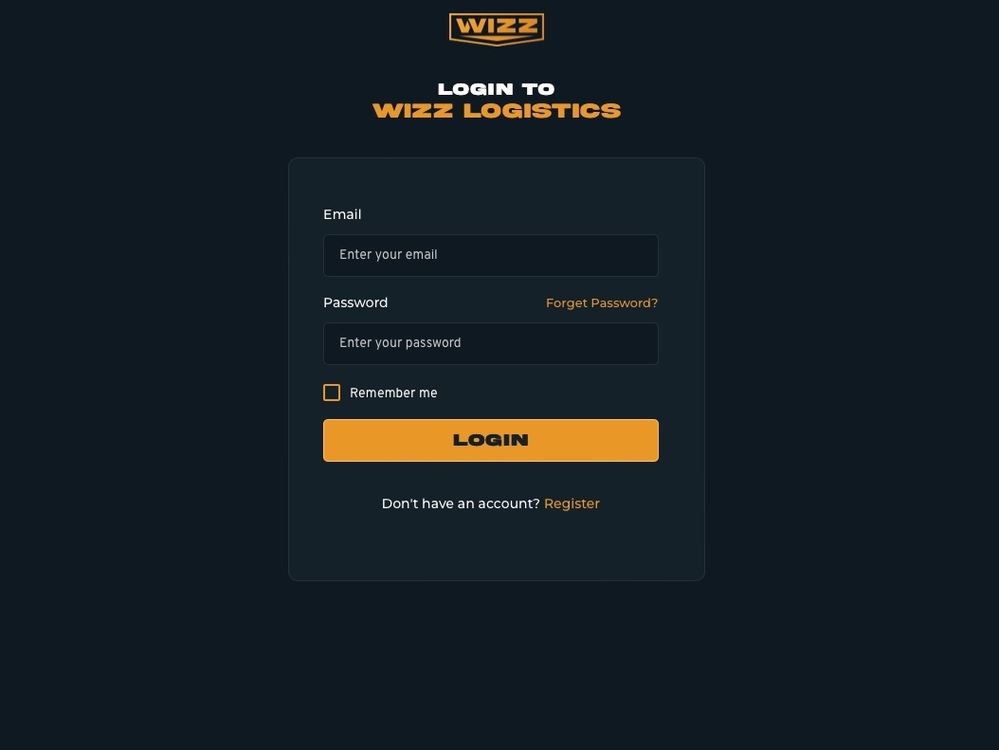 WIZZ
LOGIN TO
WIZZ LOGISTICS
Email
Enter your email
Password Forget Password?
Enter your password
Remember me
LOGIN
Don't have an account? Register